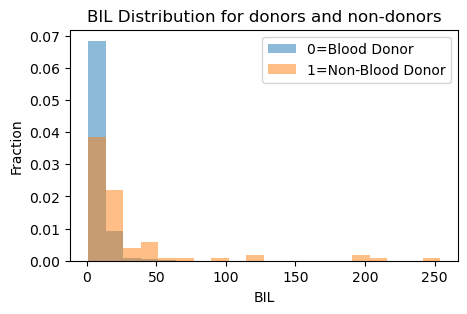 BIL Distribution for donors and non-donors
0=Blood Donor
1=Non-Blood Donor
Fraction
0.07
0.06
0.05
0.04
0.03
0.02
0.01
0.00
0 50 100 150 200 250
BIL